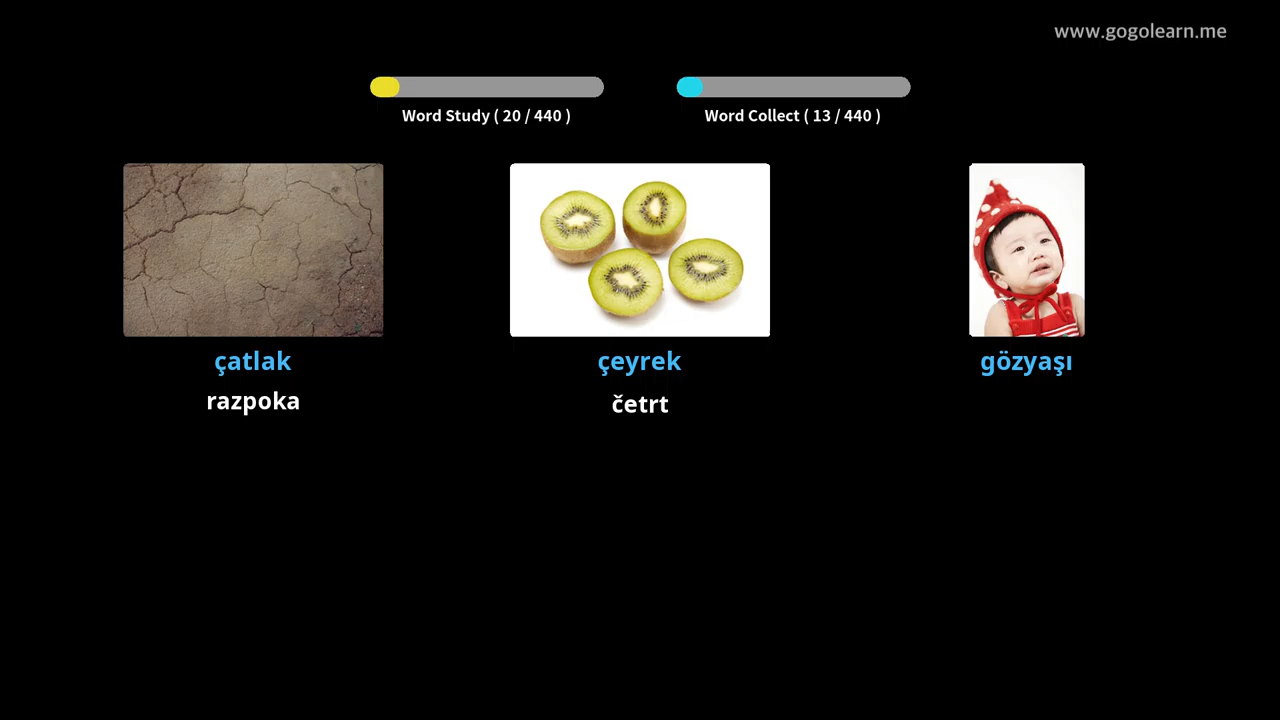 www.gogolearn.me
Word Study ( 20 / 440 )
Word Collect ( 13 / 440 )
çatlak
çeyrek
gözyaşı
razpoka
četrt